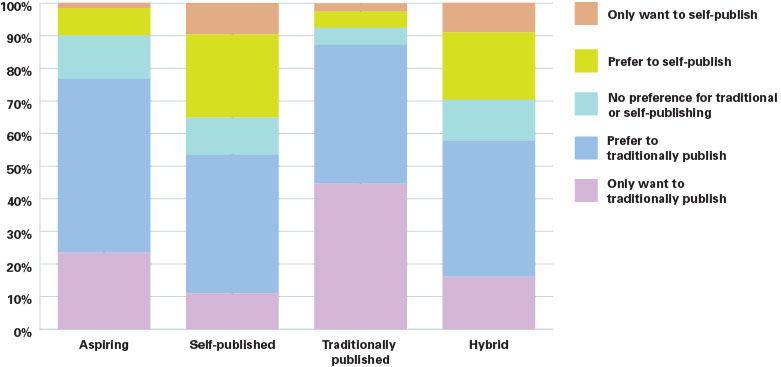 100%
90%
80%
70%
60%
50%
40%
30%
20%
10%
0%
Aspiring
Self-published
Traditionally
published
Hybrid
Only want to self-publish
Prefer to self-publish
No preference for traditional
or self-publishing
Prefer to
traditionally publish
Only want to
traditionally publish